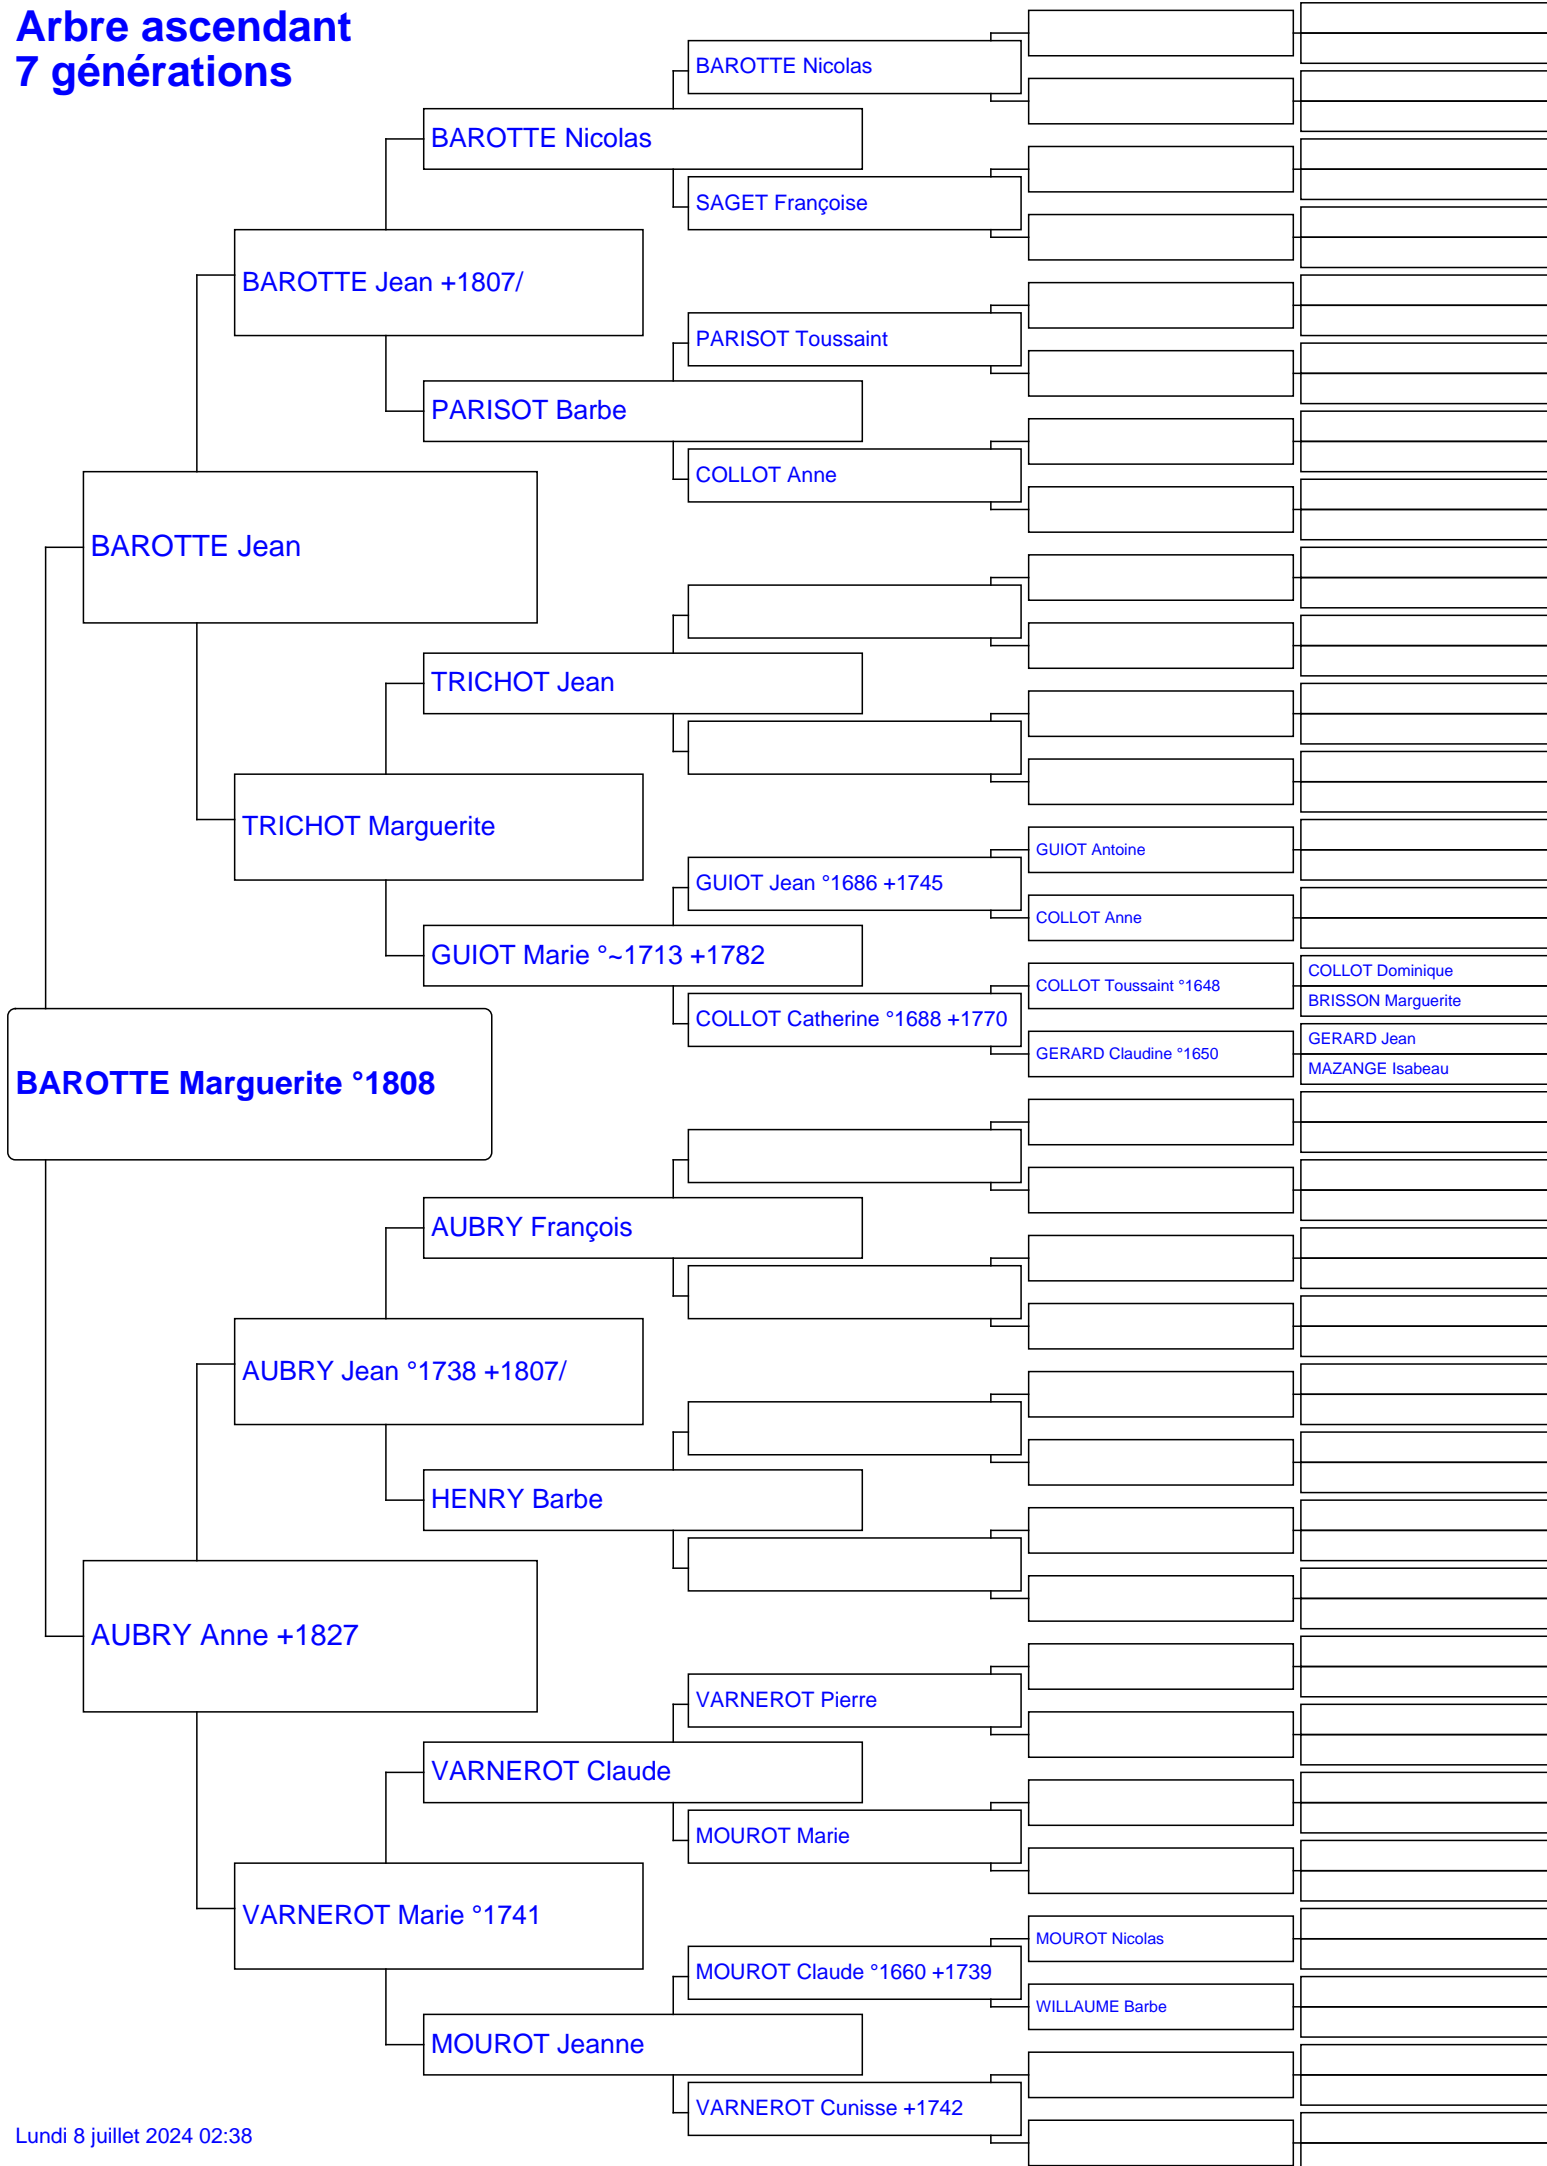 Arbre ascendant
7 générations
BAROTTE Nicolas
BAROTTE Nicolas
SAGET Françoise
BAROTTE Jean +1807/
PARISOT Toussaint
PARISOT Barbe
COLLOT Anne
BAROTTE Jean
TRICHOT Jean
TRICHOT Marguerite
GUIOT Antoine
GUIOT Jean °1686 +1745
COLLOT Anne
GUIOT Marie °~1713 +1782
COLLOT Dominique
COLLOT Toussaint °1648
BRISSON Marguerite
COLLOT Catherine °1688 +1770
GERARD Jean
GERARD Claudine °1650
MAZANGE Isabeau
BAROTTE Marguerite °1808
AUBRY François
AUBRY Jean °1738 +1807/
HENRY Barbe
AUBRY Anne +1827
VARNEROT Pierre
VARNEROT Claude
MOUROT Marie
VARNEROT Marie °1741
MOUROT Nicolas
MOUROT Claude °1660 +1739
WILLAUME Barbe
MOUROT Jeanne
VARNEROT Cunisse +1742
Lundi 8 juillet 2024 02:38